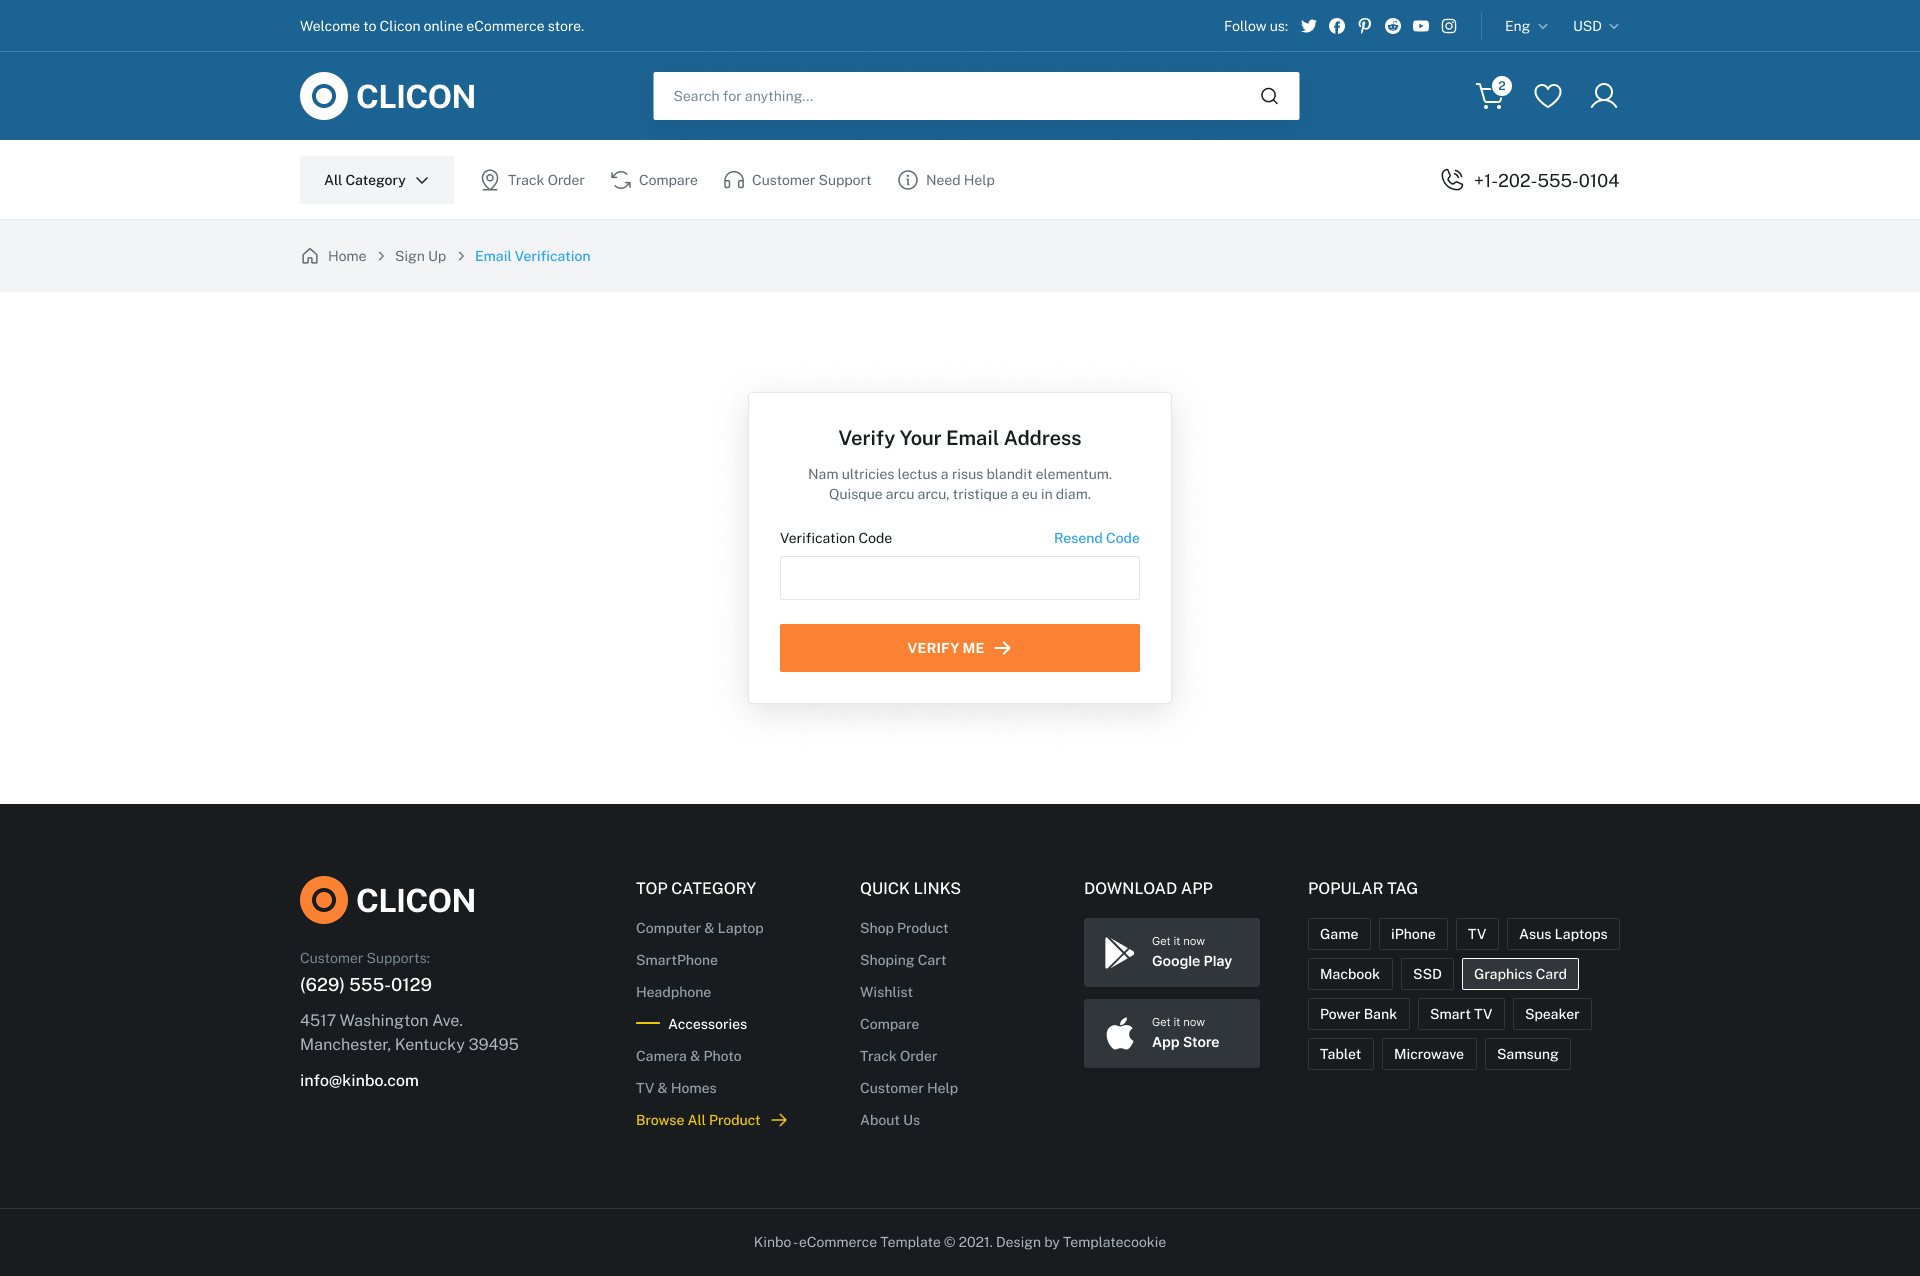 Welcome to Clicon online eCommerce store.
Follow us:
Eng
USD
CLICON
Search for anything...
2
All Category
Track Order
Compare
Customer Support
Need Help
+1-202-555-0104
Home
Sign Up
Email Verification
Verify Your Email Address
Nam ultricies lectus a risus blandit elementum.
Quisque arcu arcu, tristique a eu in diam.
Verification Code
Resend Code
VERIFY ME
CLICON
Customer Supports:
(629) 555-0129
4517 Washington Ave.
Manchester, Kentucky 39495
info@kinbo.com
TOP CATEGORY
Computer & Laptop
SmartPhone
Headphone
Accessories
Camera & Photo
TV & Homes
Browse All Product
QUICK LINKS
Shop Product
Shoping Cart
Wishlist
Compare
Track Order
Customer Help
About Us
DOWNLOAD APP
Get it now
Google Play
Get it now
App Store
POPULAR TAG
Game
iPhone
TV
Asus Laptops
Macbook
SSD
Graphics Card
Power Bank
Smart TV
Speaker
Tablet
Microwave
Samsung
Kinbo - eCommerce Template © 2021. Design by Templatecookie